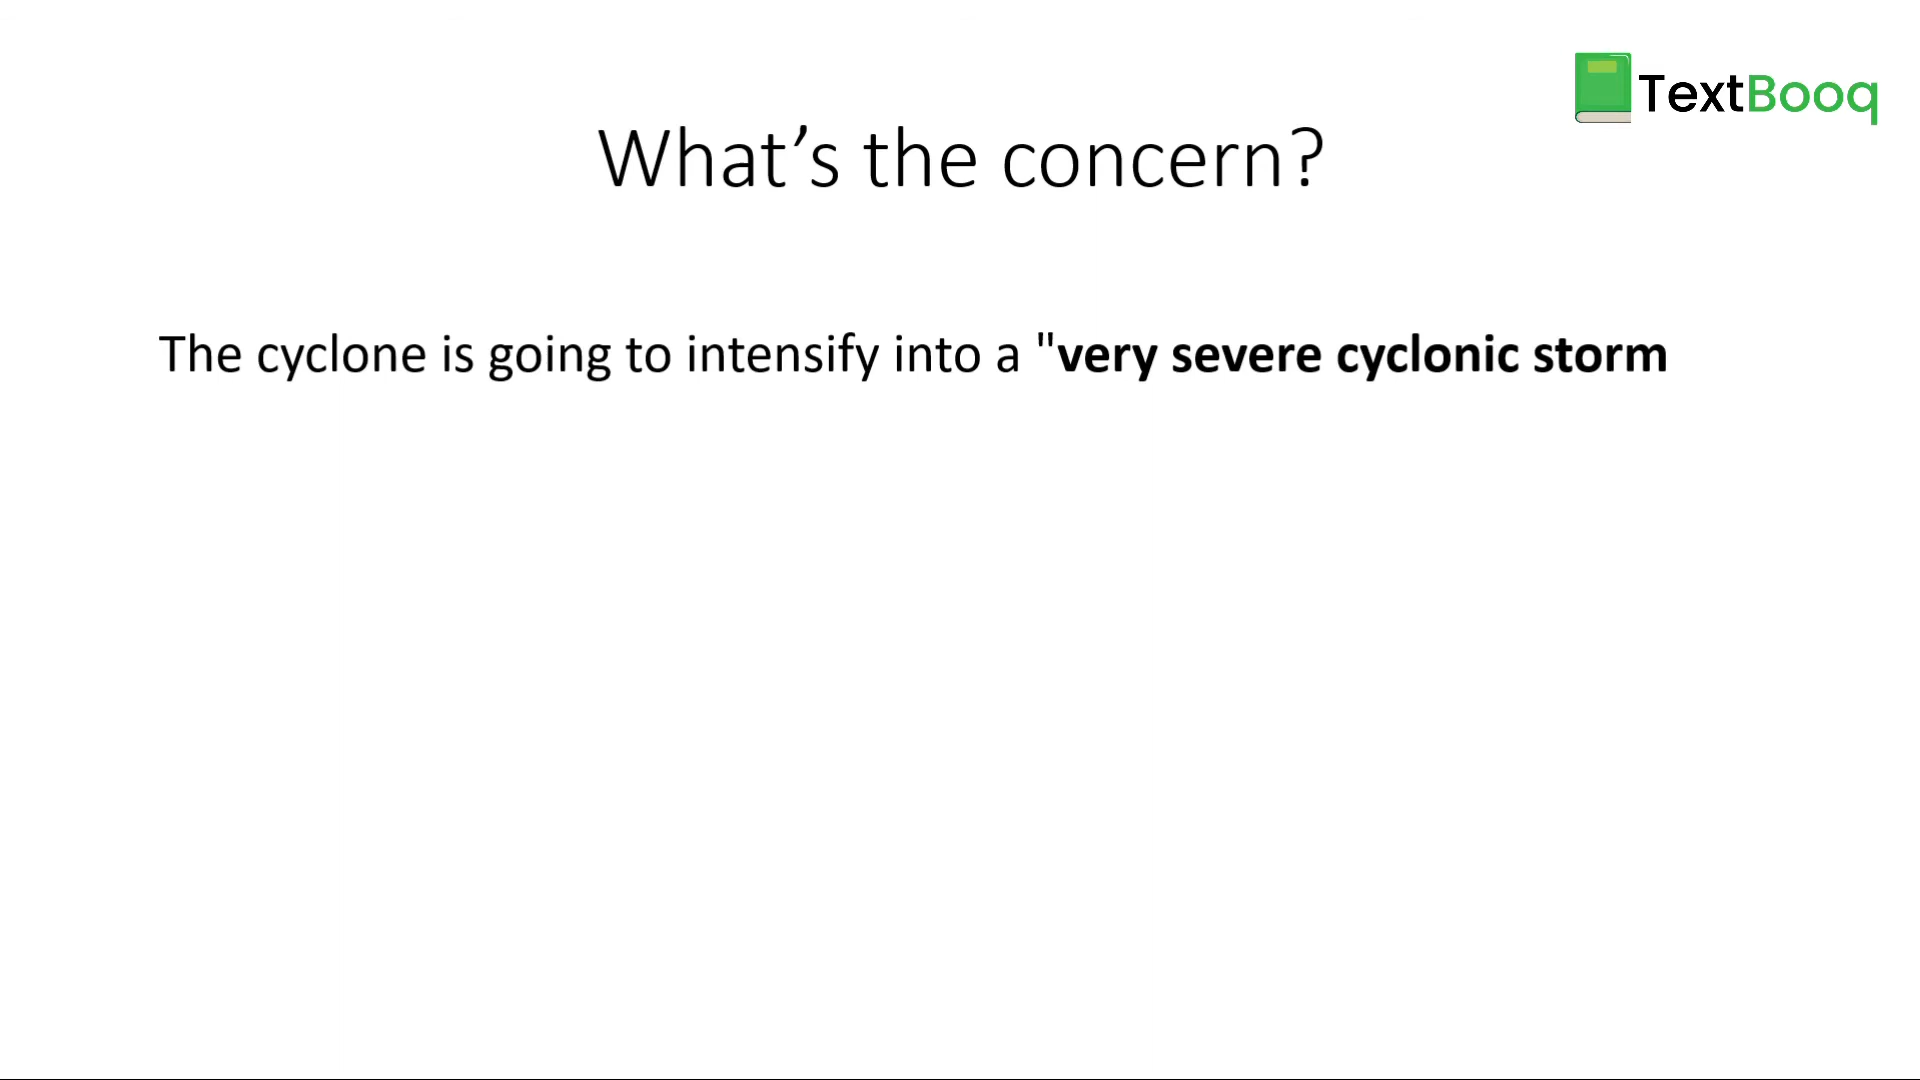 TextBooq
What’s the concern?
The cyclone is going to intensify into a "very severe cyclonic storm